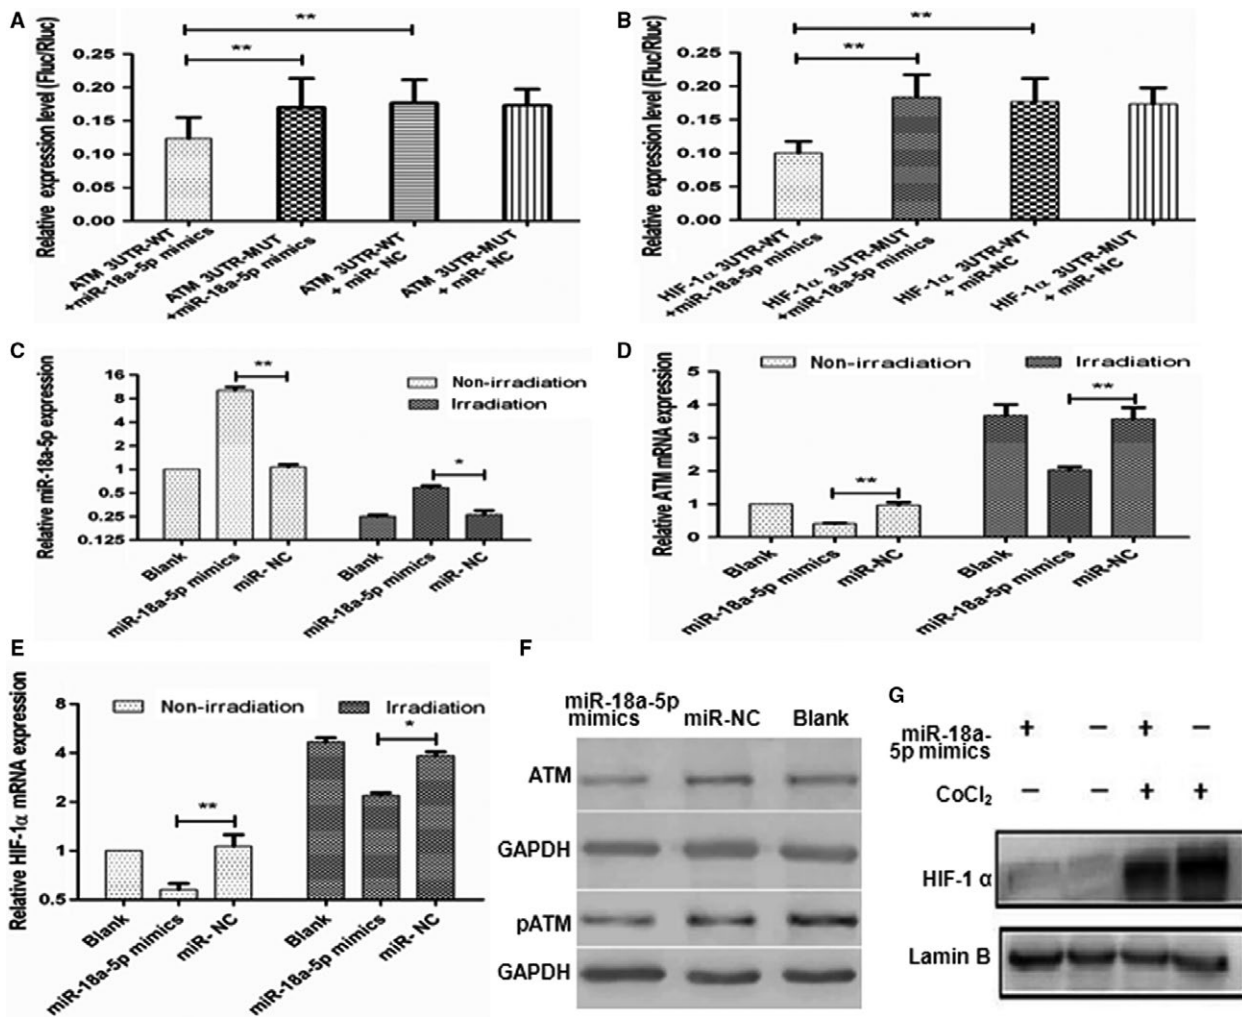 A
Relative expression level (Fluc/Rluc)
**
**
0.25
0.20
0.15
0.10
0.05
0.00
ATM 3UTR-WT
+miR-18a-5p mimics
ATM 3UTR-MUT
+miR-18a-5p mimics
ATM 3UTR-WT
+ miR- NC
ATM 3UTR-MUT
+ miR- NC
B
Relative expression level (Fluc/Rluc)
**
**
0.25
0.20
0.15
0.10
0.05
0.00
HIF-1α 3UTR-WT
+miR-18a-5p mimics
HIF-1α 3UTR-MUT
+miR-18a-5p mimics
HIF-1α 3UTR-WT
+ miR-NC
HIF-1α 3UTR-MUT
+ miR-NC
C
Relative miR-18a-5p expression
16
8
4
2
1
0.5
0.25
0.125
**
*
Non-irradiation
Irradiation
Blank
miR-18a-5p mimics
miR- NC
Blank
miR-18a-5p mimics
miR- NC
D
Relative ATM mRNA expression
Non-irradiation
Irradiation
5
4
3
2
1
0
**
**
Blank
miR-18a-5p mimics
miR-NC
Blank
miR-18a-5p mimics
miR-NC
E
Relative HIF-1α mRNA expression
8
4
2
1
0.5
Non-irradiation
Irradiation
**
*
Blank
miR-18a-5p mimics
miR- NC
Blank
miR-18a-5p mimics
miR- NC
F
miR-18a-5p
mimics
miR-NC
Blank
ATM
GAPDH
pATM
GAPDH
G
miR-18a-
5p mimics
+ − + −
CoCl₂
− − + +
HIF-1 α
Lamin B